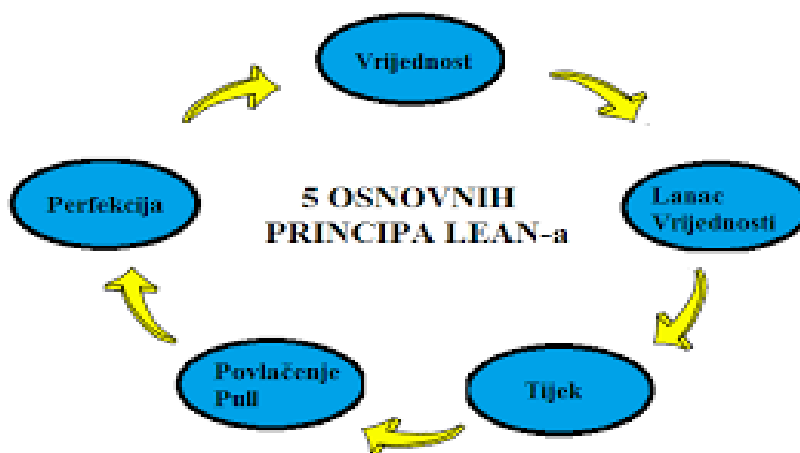 Vrijednost
Perfekcija
5 OSNOVNIH
PRINCIPA LEAN-a
Lanac
Vrijednosti
Povlačenje
Pull
Tijek